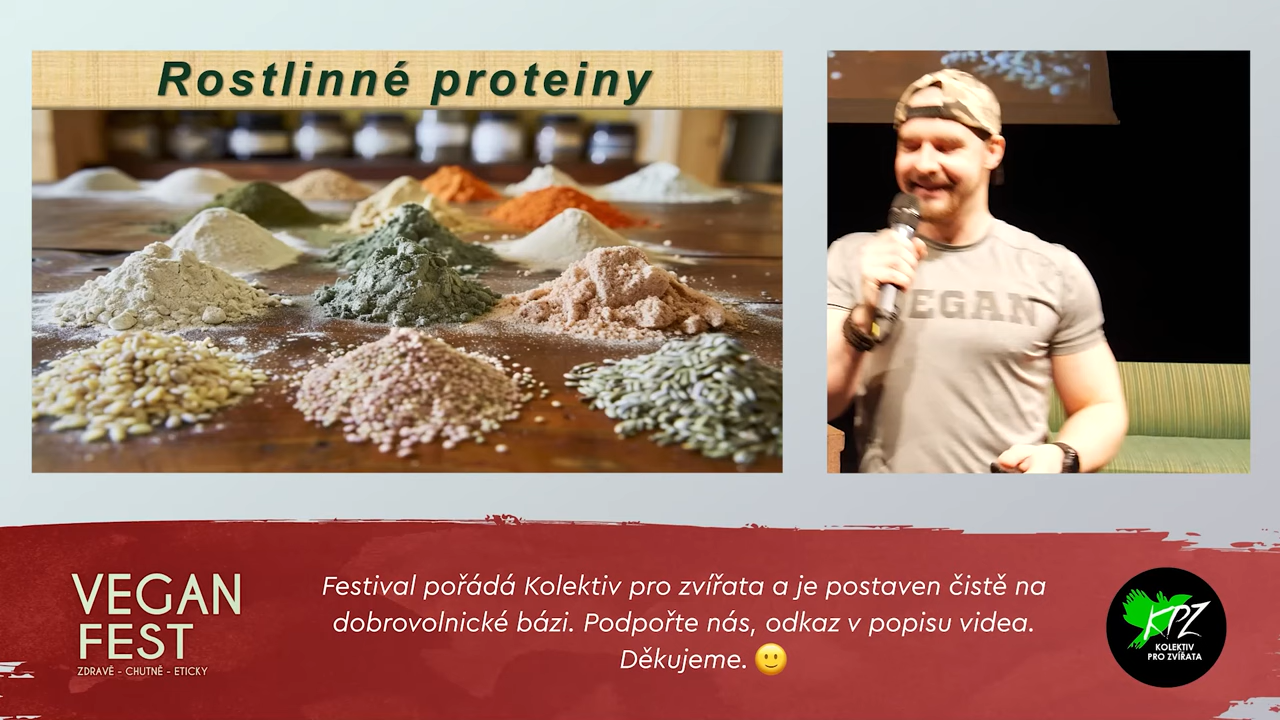 Rostlinné proteiny
EGAN
VEGAN
FEST
ZDRAVĚ - CHUTNĚ - ETICKY
Festival pořádá Kolektiv pro zvířata a je postaven čistě na
dobrovolnické bázi. Podpořte nás, odkaz v popisu videa.
Děkujeme. 🙂
KPZ
KOLEKTIV
PRO ZVÍŘATA